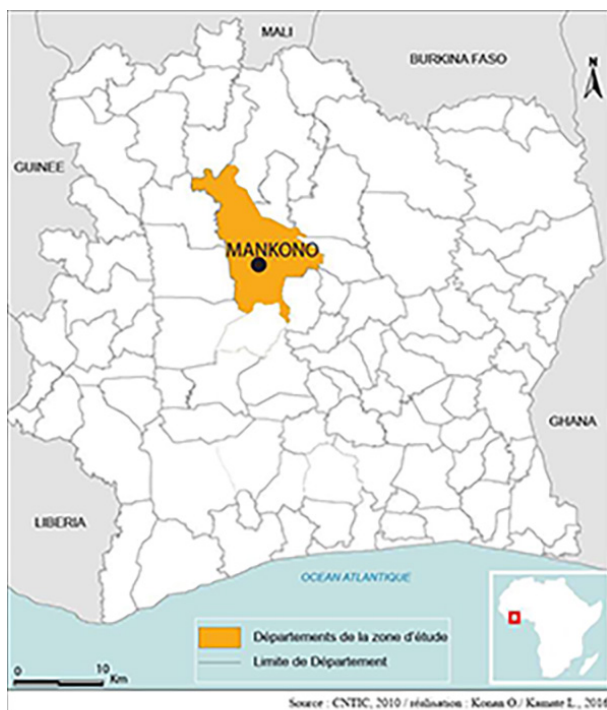 MALI
BURKINA FASO
N
GUINEE
MANKONO
GHANA
LIBERIA
OCEAN ATLANTIQUE
Départements de la zone d'étude
Limite de Département
0 10
Km
Source : CNTIC, 2010 / réalisation : Konan O./ Kamate L., 2016